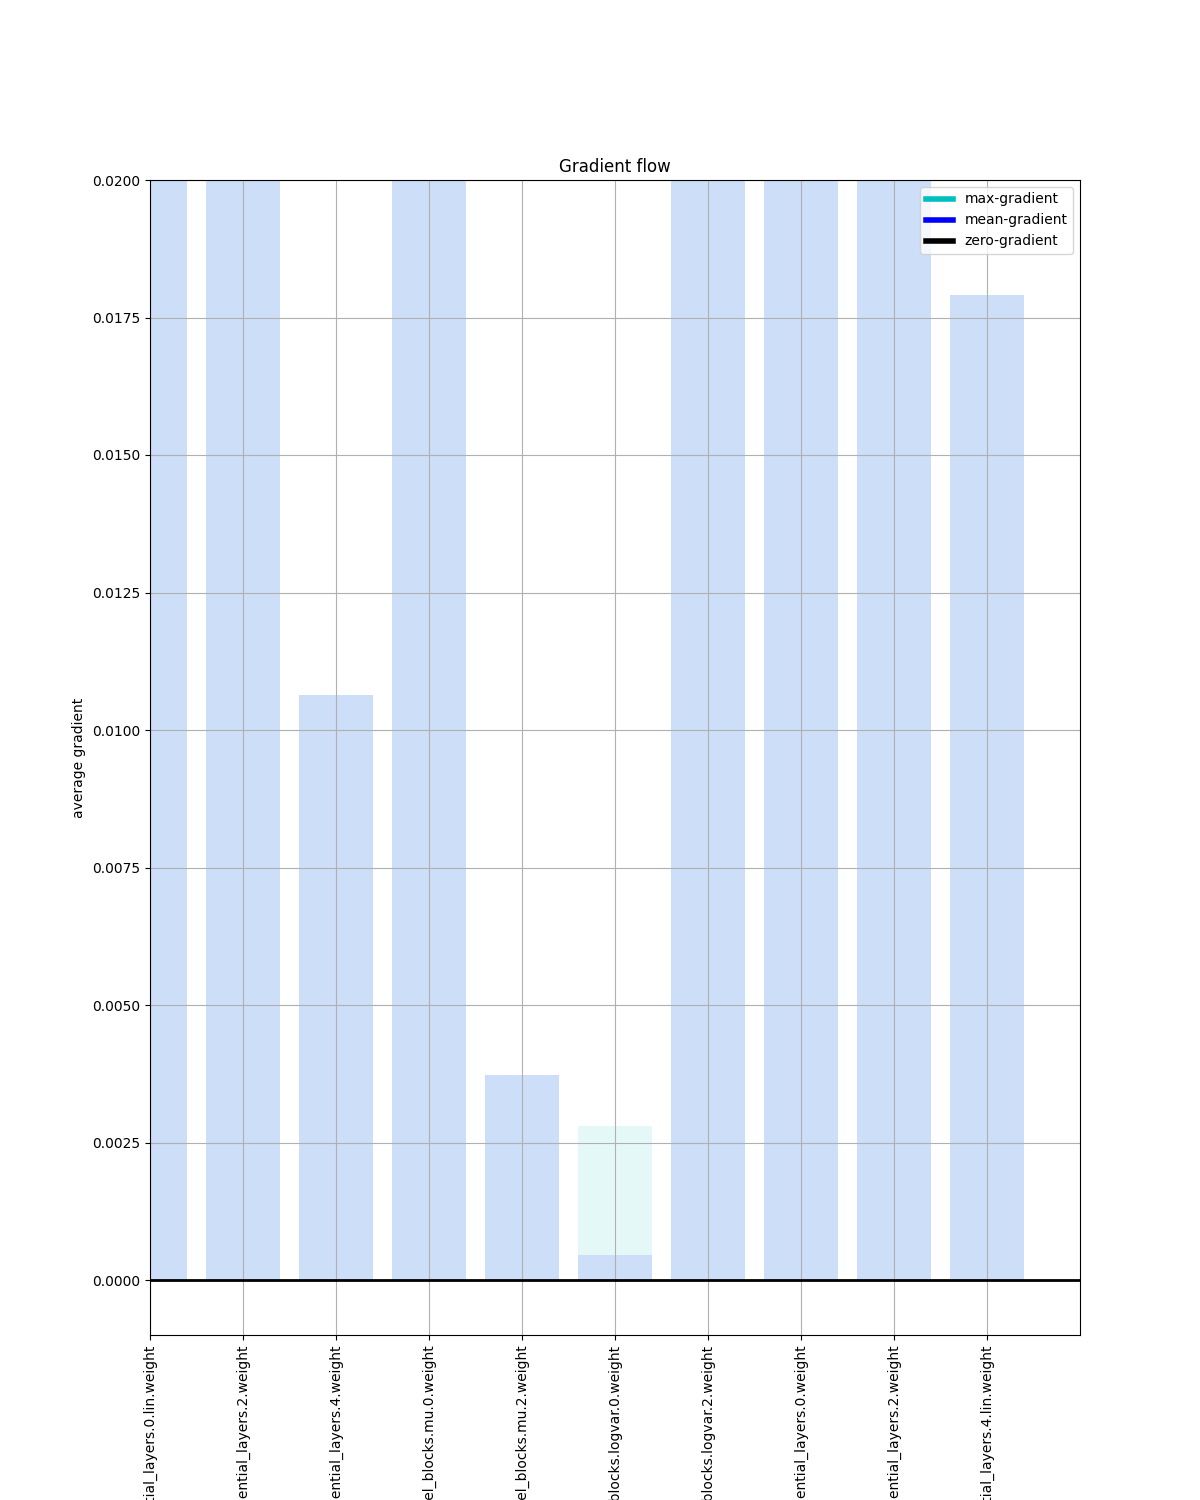 Gradient flow
max-gradient
mean-gradient
zero-gradient
0.0200
0.0175
0.0150
0.0125
0.0100
0.0075
0.0050
0.0025
0.0000
average gradient
tial_layers.0.lin.weight
ential_layers.2.weight
ential_layers.4.weight
el_blocks.mu.0.weight
el_blocks.mu.2.weight
blocks.logvar.0.weight
blocks.logvar.2.weight
ential_layers.0.weight
ential_layers.2.weight
tial_layers.4.lin.weight